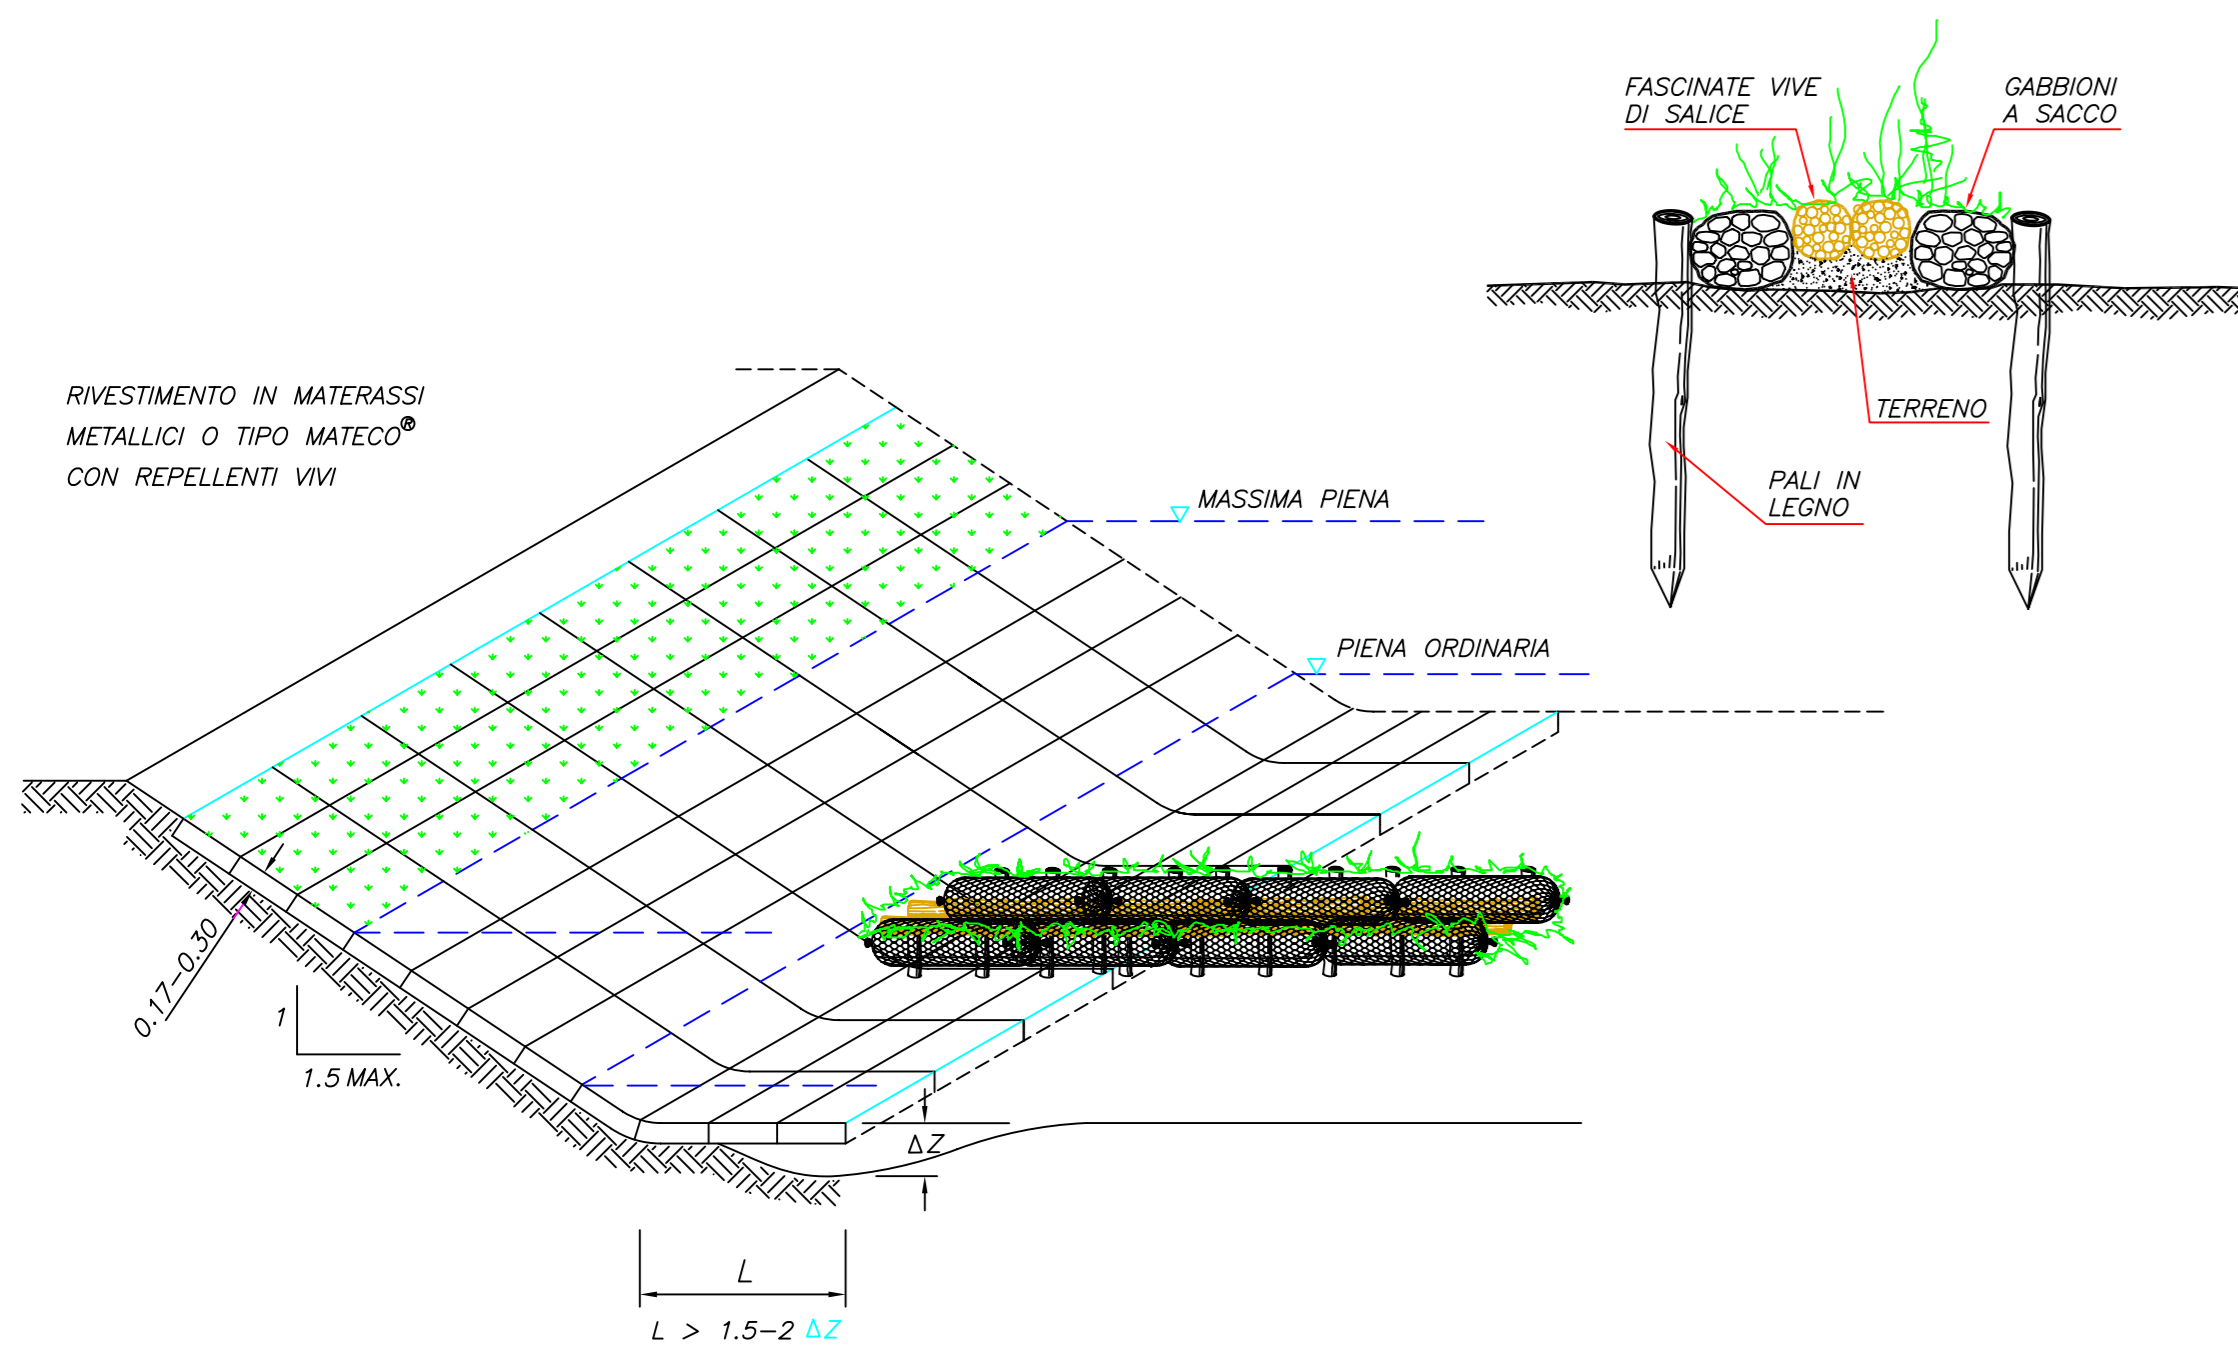 FASCINATE VIVE
DI SALICE
GABBIONI
A SACCO
RIVESTIMENTO IN MATERASSI
METALLICI O TIPO MATECO®
CON REPELLENTI VIVI
TERRENO
PALI IN
LEGNO
MASSIMA PIENA
PIENA ORDINARIA
0.17-0.30
1
1.5 MAX.
ΔZ
L
L > 1.5-2 ΔZ